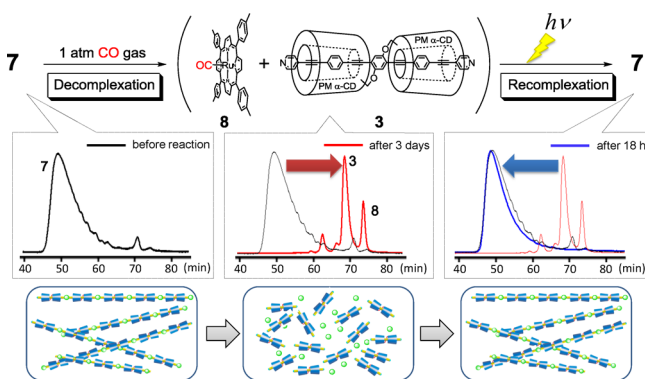 7
1 atm CO gas
Decomplexation
OC
Ru
N
N
N
N
8
+
N
PM α-CD
O
O
PM α-CD
N
3
hν
Recomplexation
7
before reaction
7
40 50 60 70 80 (min)
after 3 days
3
8
40 50 60 70 80 (min)
after 18 h
40 50 60 70 80 (min)